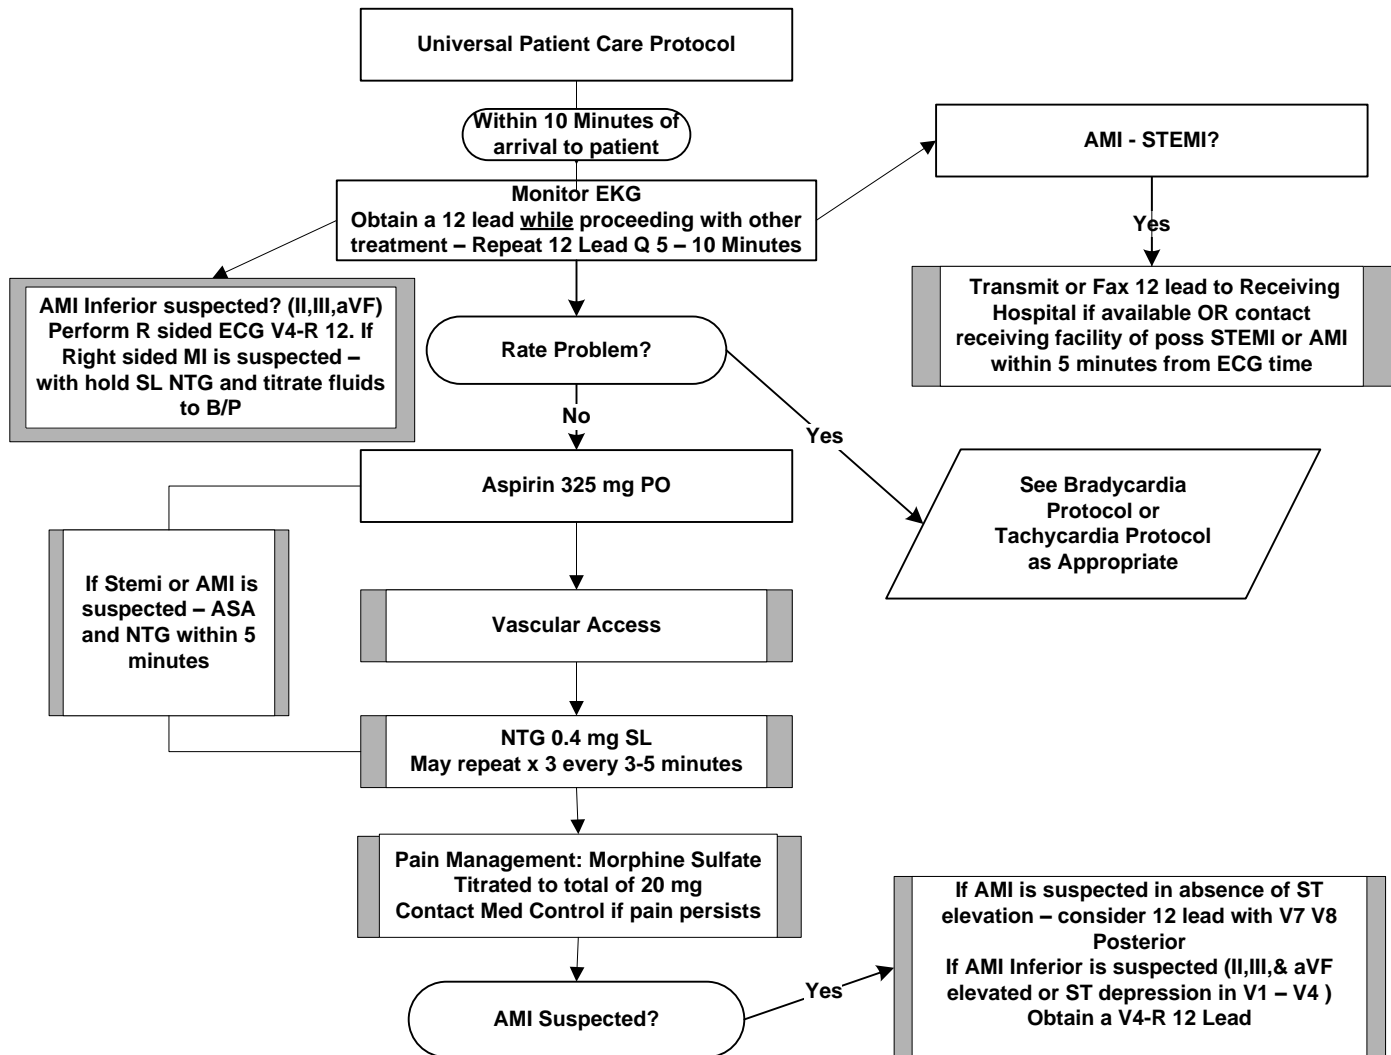 Universal Patient Care Protocol
Within 10 Minutes of
arrival to patient
AMI - STEMI?
Monitor EKG
Obtain a 12 lead while proceeding with other
treatment – Repeat 12 Lead Q 5 – 10 Minutes
Yes
AMI Inferior suspected? (II,III,aVF)
Perform R sided ECG V4-R 12. If
Right sided MI is suspected –
with hold SL NTG and titrate fluids
to B/P
Transmit or Fax 12 lead to Receiving
Hospital if available OR contact
receiving facility of poss STEMI or AMI
within 5 minutes from ECG time
Rate Problem?
No
Yes
Aspirin 325 mg PO
See Bradycardia
Protocol or
Tachycardia Protocol
as Appropriate
If Stemi or AMI is
suspected – ASA
and NTG within 5
minutes
Vascular Access
NTG 0.4 mg SL
May repeat x 3 every 3-5 minutes
Pain Management: Morphine Sulfate
Titrated to total of 20 mg
Contact Med Control if pain persists
AMI Suspected?
Yes
If AMI is suspected in absence of ST
elevation – consider 12 lead with V7 V8
Posterior
If AMI Inferior is suspected (II,III,& aVF
elevated or ST depression in V1 – V4 )
Obtain a V4-R 12 Lead